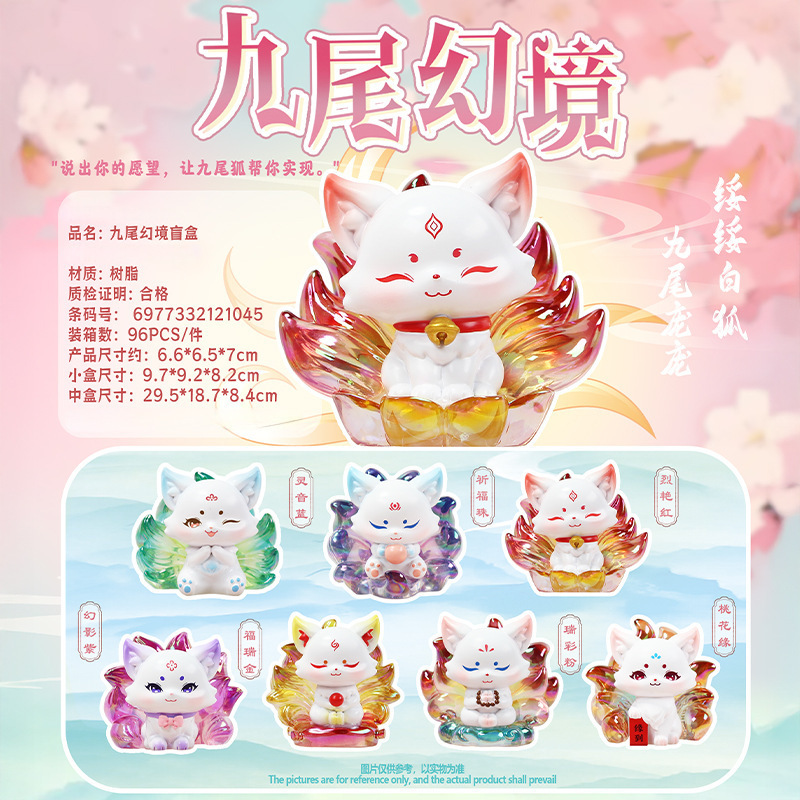 九尾幻境
"说出你的愿望，让九尾狐帮你实现。"
绥绥白狐
九尾庞庞
品名：九尾幻境盲盒
材质：树脂
质检证明：合格
条码号： 6977332121045
装箱数：96PCS/件
产品尺寸约：6.6*6.5*7cm
小盒尺寸：9.7*9.2*8.2cm
中盒尺寸：29.5*18.7*8.4cm
灵音蓝
祈福珠
烈艳红
幻影紫
福瑞金
瑞彩粉
桃花缘
缘到
图片仅供参考，以实物为准
The pictures are for reference only, and the actual product shall prevail